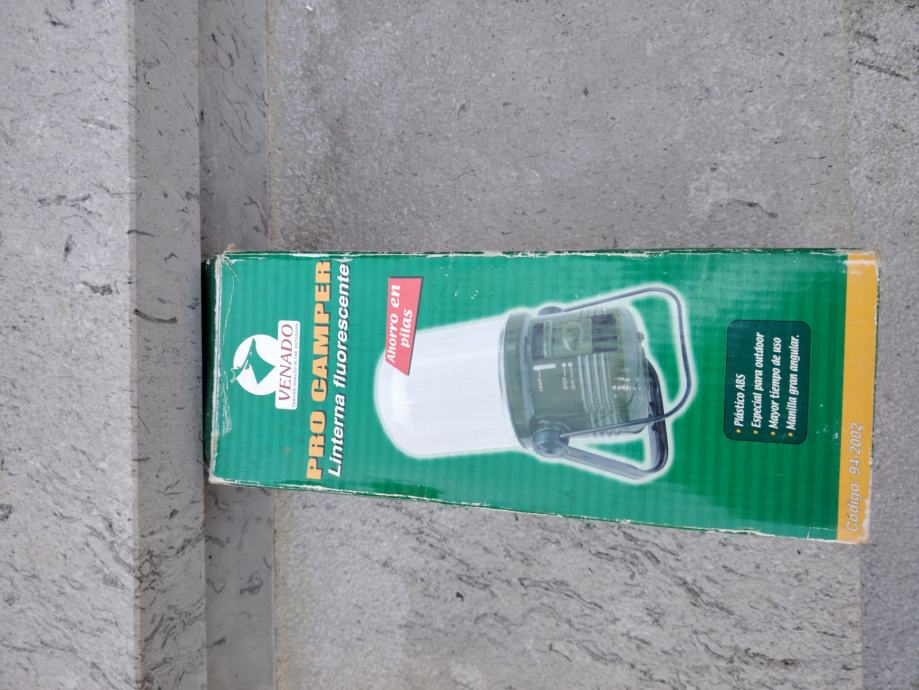 VENADO
PRO CAMPER
Linterna fluorescente
Ahorro en
pilas
• Plástico ABS
• Especial para outdoor
• Mayor tiempo de uso
• Manilla gran angular.
Código: 94-2002